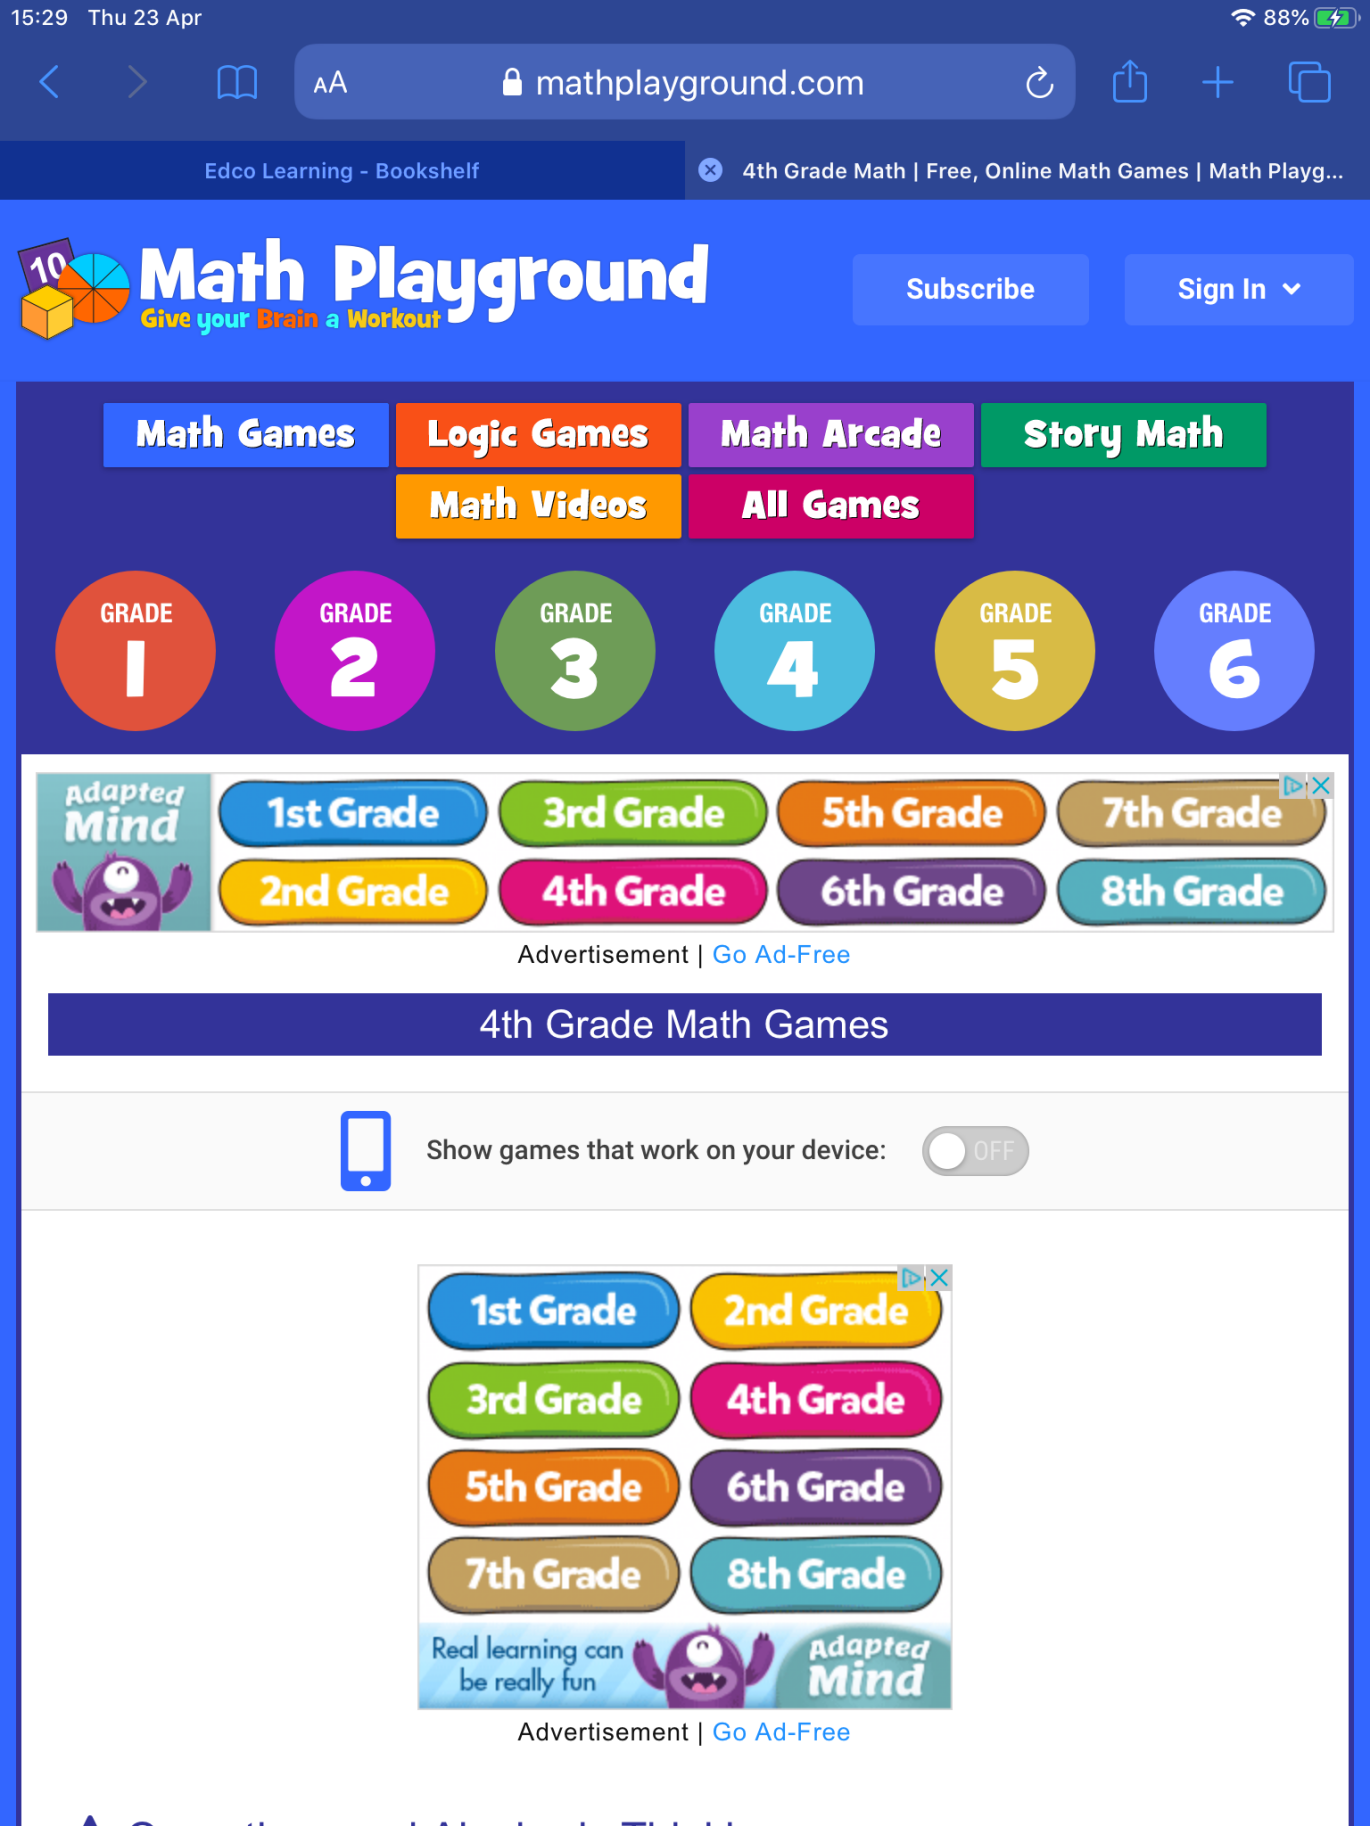 15:29 Thu 23 Apr 88%
AA mathplayground.com
Edco Learning - Bookshelf
4th Grade Math | Free, Online Math Games | Math Playg...
10
Math Playground
Give your Brain a Workout
Subscribe
Sign In
Math Games Logic Games Math Arcade Story Math
Math Videos All Games
GRADE GRADE GRADE GRADE GRADE GRADE
1 2 3 4 5 6
Adapted
Mind
1st Grade 3rd Grade 5th Grade 7th Grade
2nd Grade 4th Grade 6th Grade 8th Grade
Advertisement | Go Ad-Free
4th Grade Math Games
Show games that work on your device: OFF
1st Grade 2nd Grade
3rd Grade 4th Grade
5th Grade 6th Grade
7th Grade 8th Grade
Real learning can
be really fun
Adapted
Mind
Advertisement | Go Ad-Free